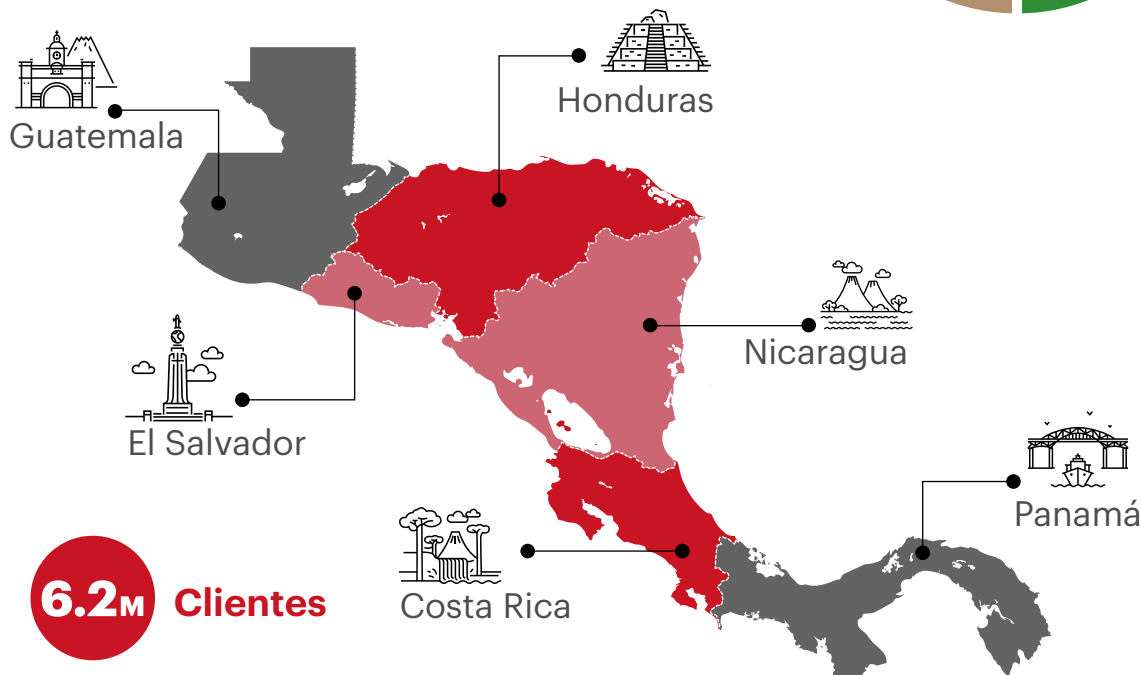 Honduras
Guatemala
Nicaragua
El Salvador
Panamá
Costa Rica
6.2M Clientes